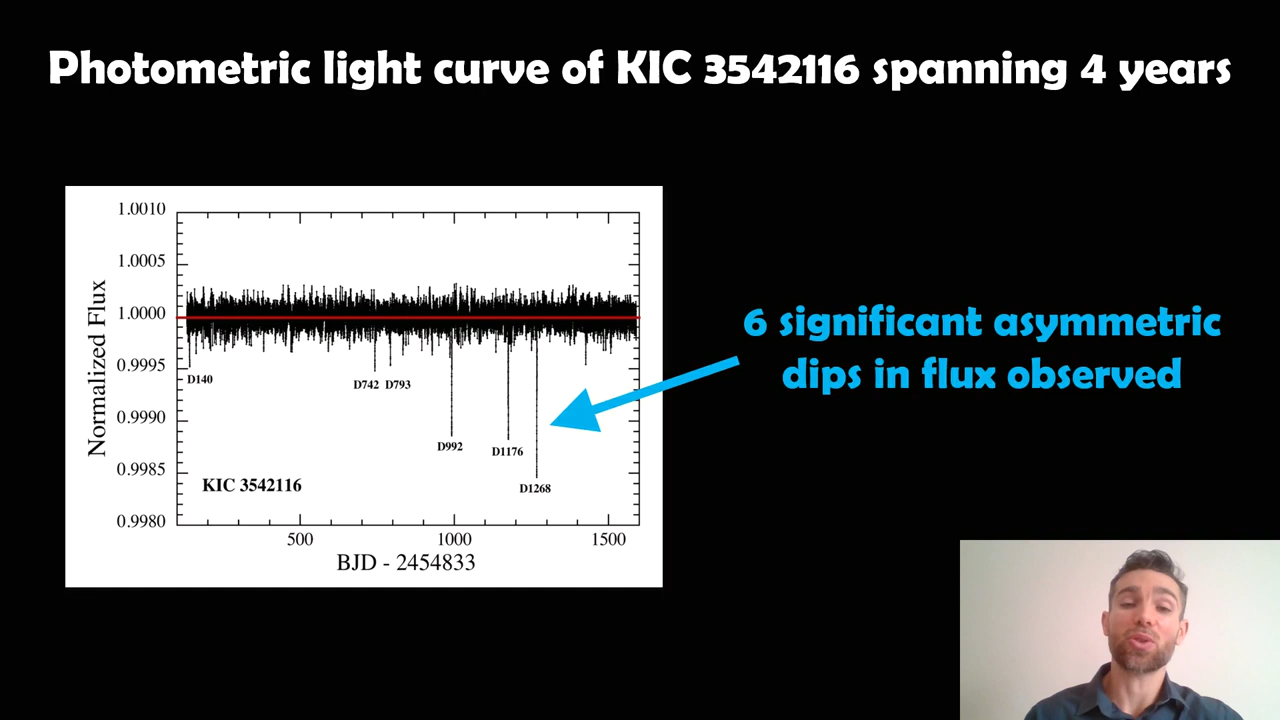 Photometric light curve of KIC 3542116 spanning 4 years
1.0010
1.0005
1.0000
0.9995
0.9990
0.9985
0.9980
Normalized Flux
D140
D742 D793
D992
D1176
D1268
KIC 3542116
500 1000 1500
BJD - 2454833
6 significant asymmetric
dips in flux observed